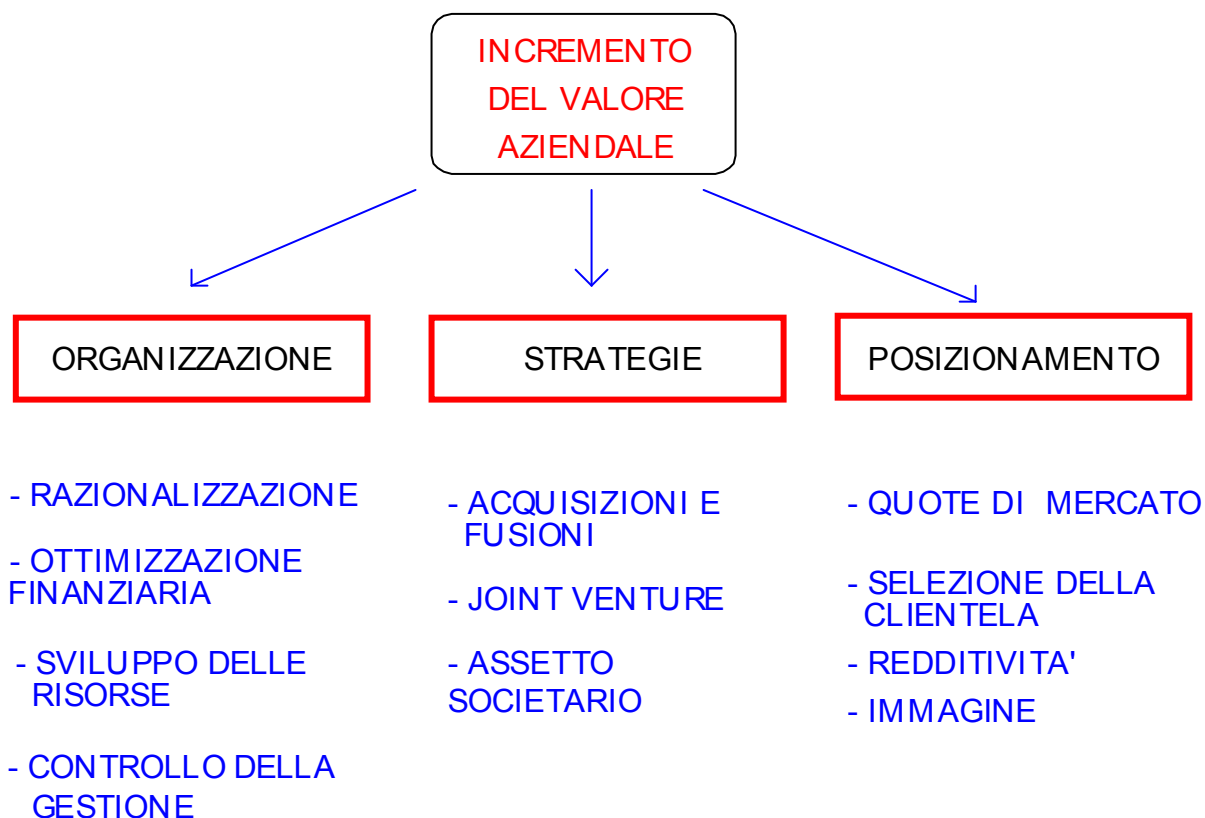 INCREMENTO
DEL VALORE
AZIENDALE
ORGANIZZAZIONE
STRATEGIE
POSIZIONAMENTO
- RAZIONALIZZAZIONE
- OTTIMIZZAZIONE
FINANZIARIA
- SVILUPPO DELLE
RISORSE
- CONTROLLO DELLA
GESTIONE
- ACQUISIZIONI E
FUSIONI
- JOINT VENTURE
- ASSETTO
SOCIETARIO
- QUOTE DI MERCATO
- SELEZIONE DELLA
CLIENTELA
- REDDITIVITA'
- IMMAGINE